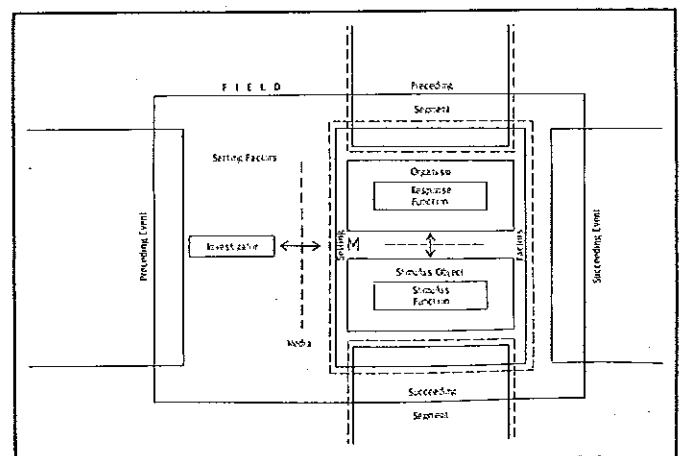 FIELD
Preceding
Segment
Setting Factors
Organism
Response
Function
Preceding Event
Investigator
Setting
M
Factors
Succeeding Event
Stimulus Object
Stimulus
Function
Media
Succeeding
Segment